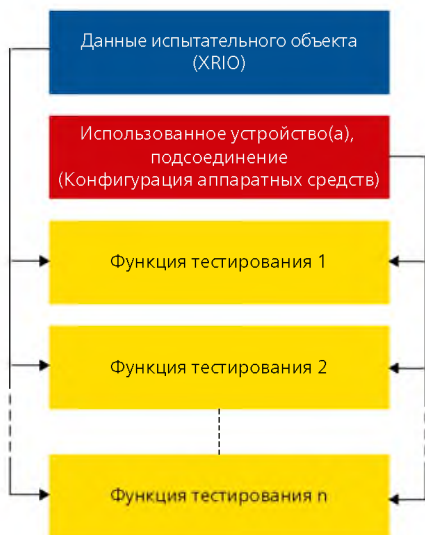 Данные испытательного объекта
(XRIO)
Использованное устройство(а),
подсоединение
(Конфигурация аппаратных средств)
Функция тестирования 1
Функция тестирования 2
Функция тестирования n